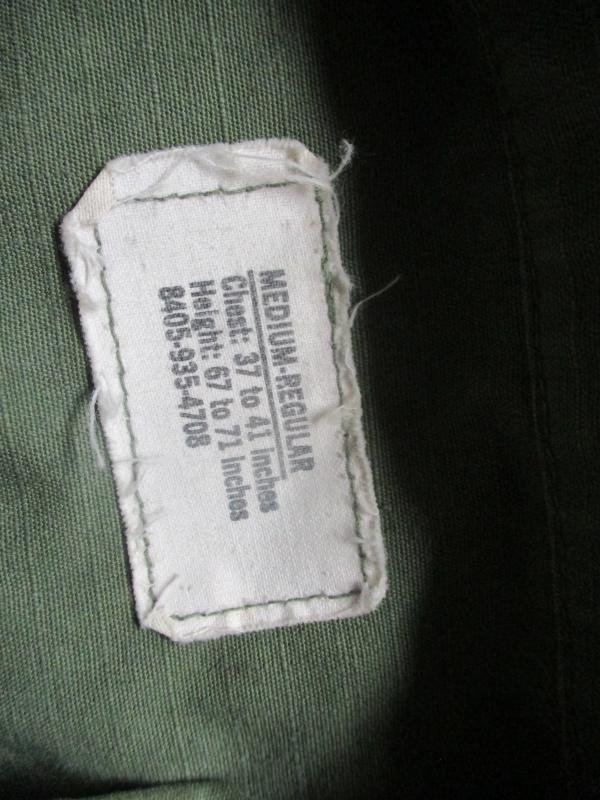 MEDIUM-REGULAR
Chest: 37 to 41 inches
Height: 67 to 71 inches
8405-935-4708